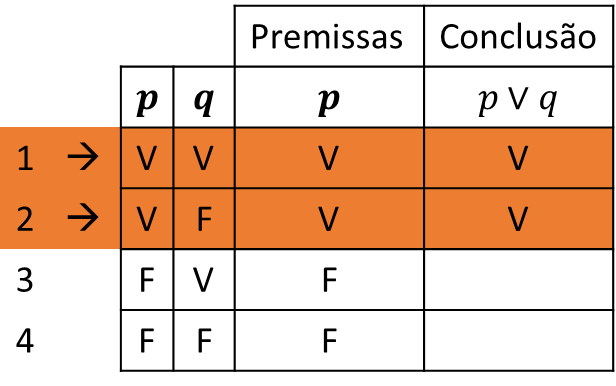 Premissas Conclusão
p q p p ∨ q
1 → V V V V
2 → V F V V
3 F V F
4 F F F